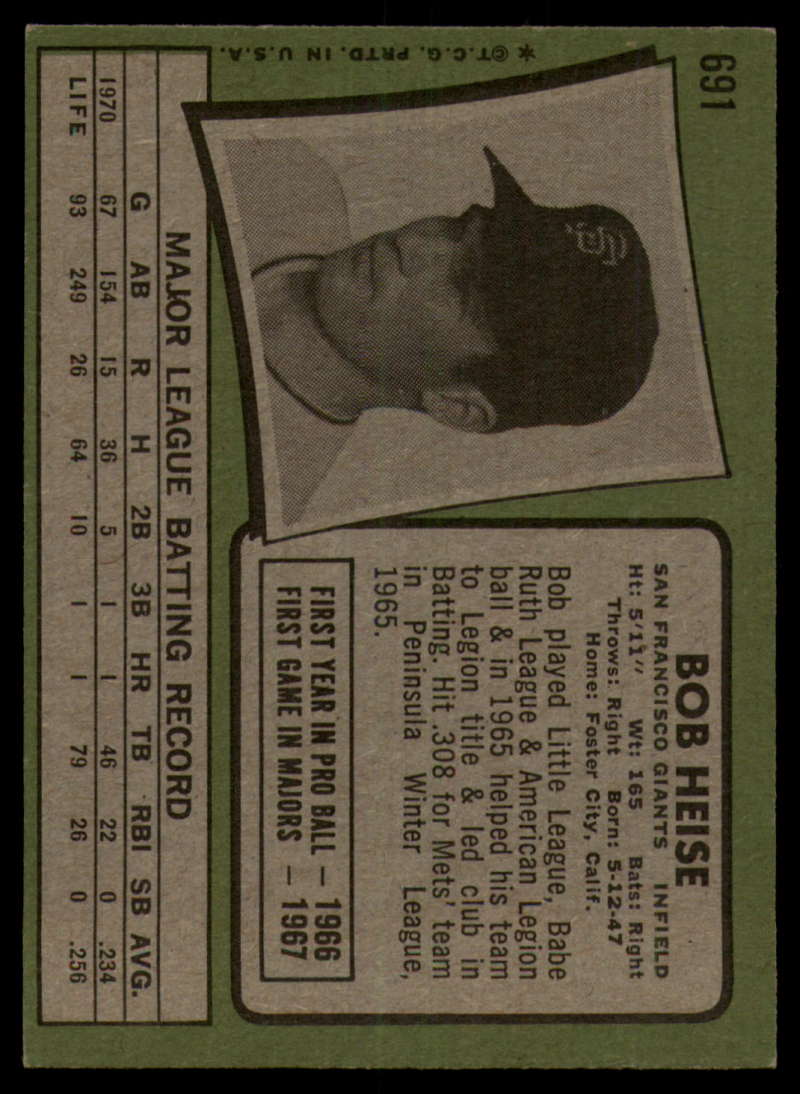 691
SF
BOB HEISE
SAN FRANCISCO GIANTS INFIELD
Ht: 5'11" Wt: 165 Bats: Right
Throws: Right Born: 5-12-47
Home: Foster City, Calif.
Bob played Little League, Babe
Ruth League & American Legion
ball & in 1965 helped his team
to Legion title & led club in
Batting. Hit .308 for Mets' team
in Peninsula Winter League,
1965.
FIRST YEAR IN PRO BALL — 1966
FIRST GAME IN MAJORS — 1967
MAJOR LEAGUE BATTING RECORD
G AB R H 2B 3B HR TB RBI SB AVG.
1970 67 154 15 36 5 1 1 46 22 0 .234
LIFE 93 249 26 64 10 1 1 79 26 0 .256
* ©T.C.G. PRTD. IN U.S.A.